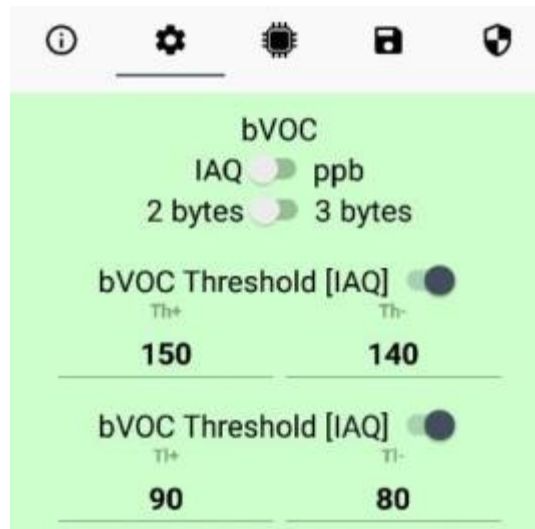 bVOC
IAQ ppb
2 bytes 3 bytes
bVOC Threshold [IAQ]
Th+ Th-
150 140
bVOC Threshold [IAQ]
Tl+ Tl-
90 80